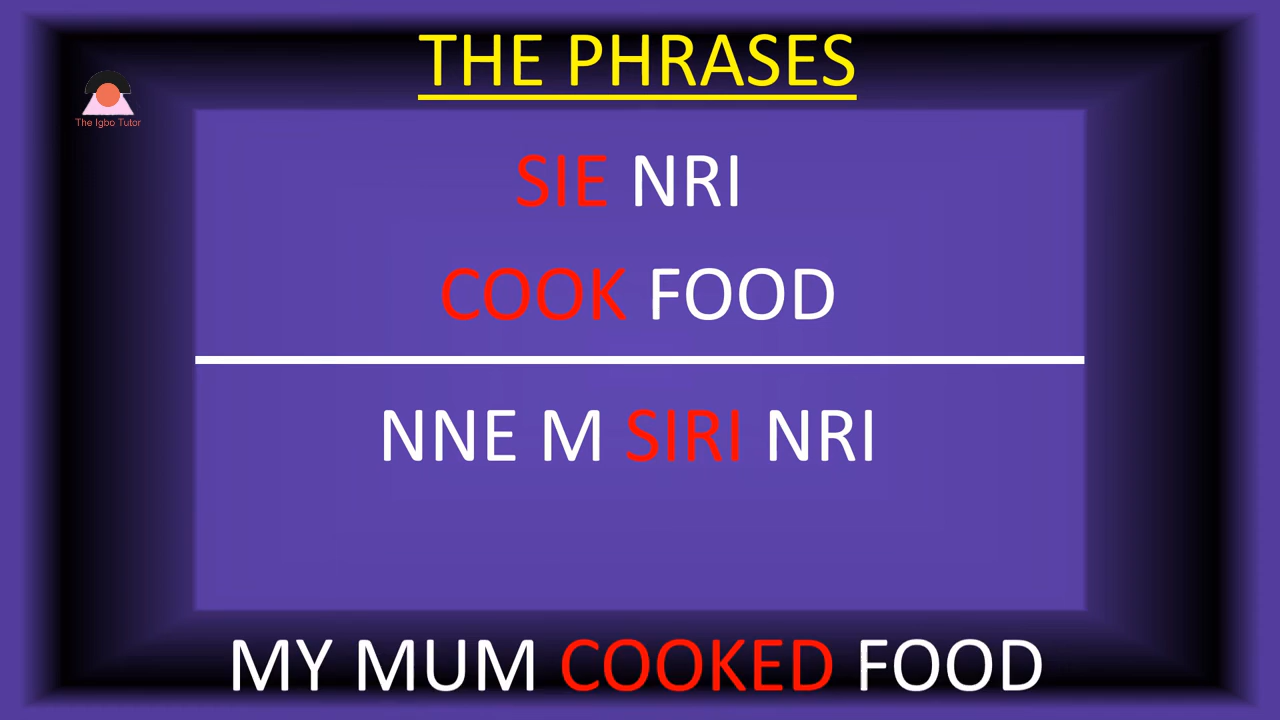 THE PHRASES
The Igbo Tutor
SIE NRI
COOK FOOD
NNE M SIRI NRI
MY MUM COOKED FOOD